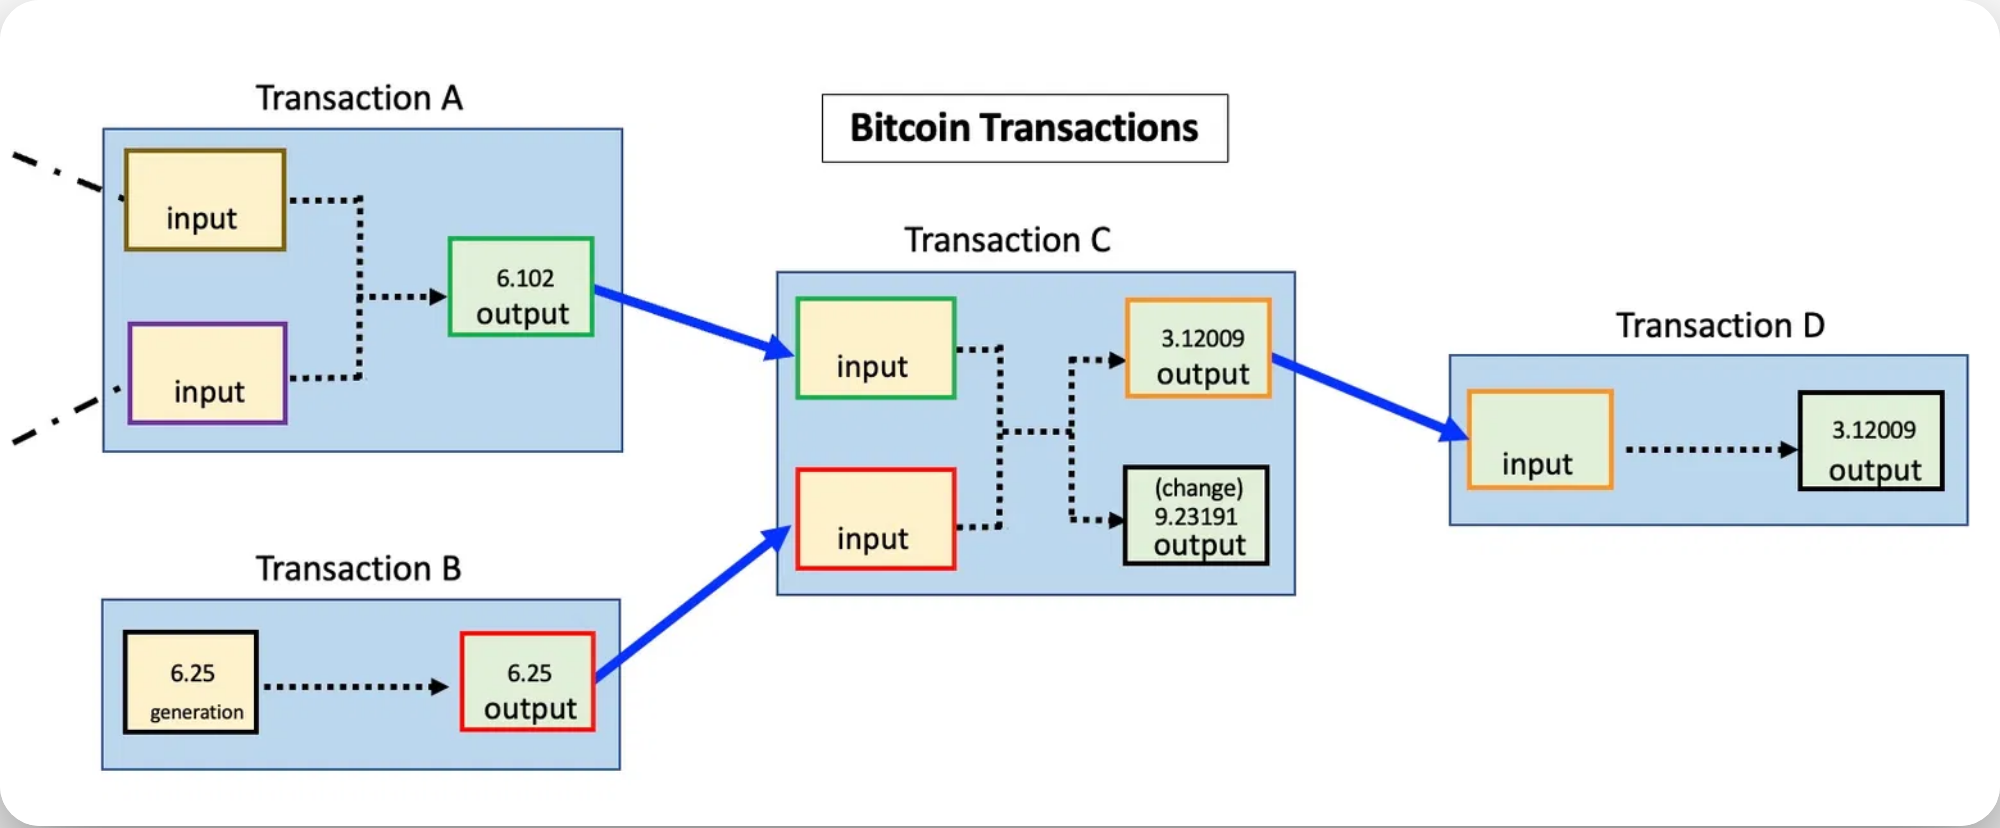 Transaction A
input
input
6.102
output
Transaction B
6.25
generation
6.25
output
Bitcoin Transactions
Transaction C
input
input
3.12009
output
(change)
9.23191
output
Transaction D
input
3.12009
output